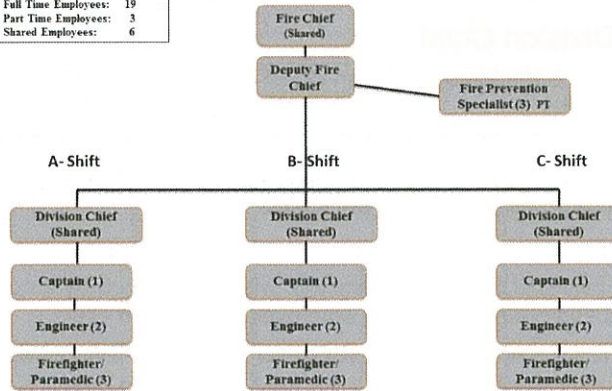 Full Time Employees: 19
Part Time Employees: 3
Shared Employees: 6
Fire Chief
(Shared)
Deputy Fire
Chief
Fire Prevention
Specialist (3) PT
A- Shift
B- Shift
C- Shift
Division Chief
(Shared)
Division Chief
(Shared)
Division Chief
(Shared)
Captain (1)
Captain (1)
Captain (1)
Engineer (2)
Engineer (2)
Engineer (2)
Firefighter/
Paramedic (3)
Firefighter/
Paramedic (3)
Firefighter/
Paramedic (3)